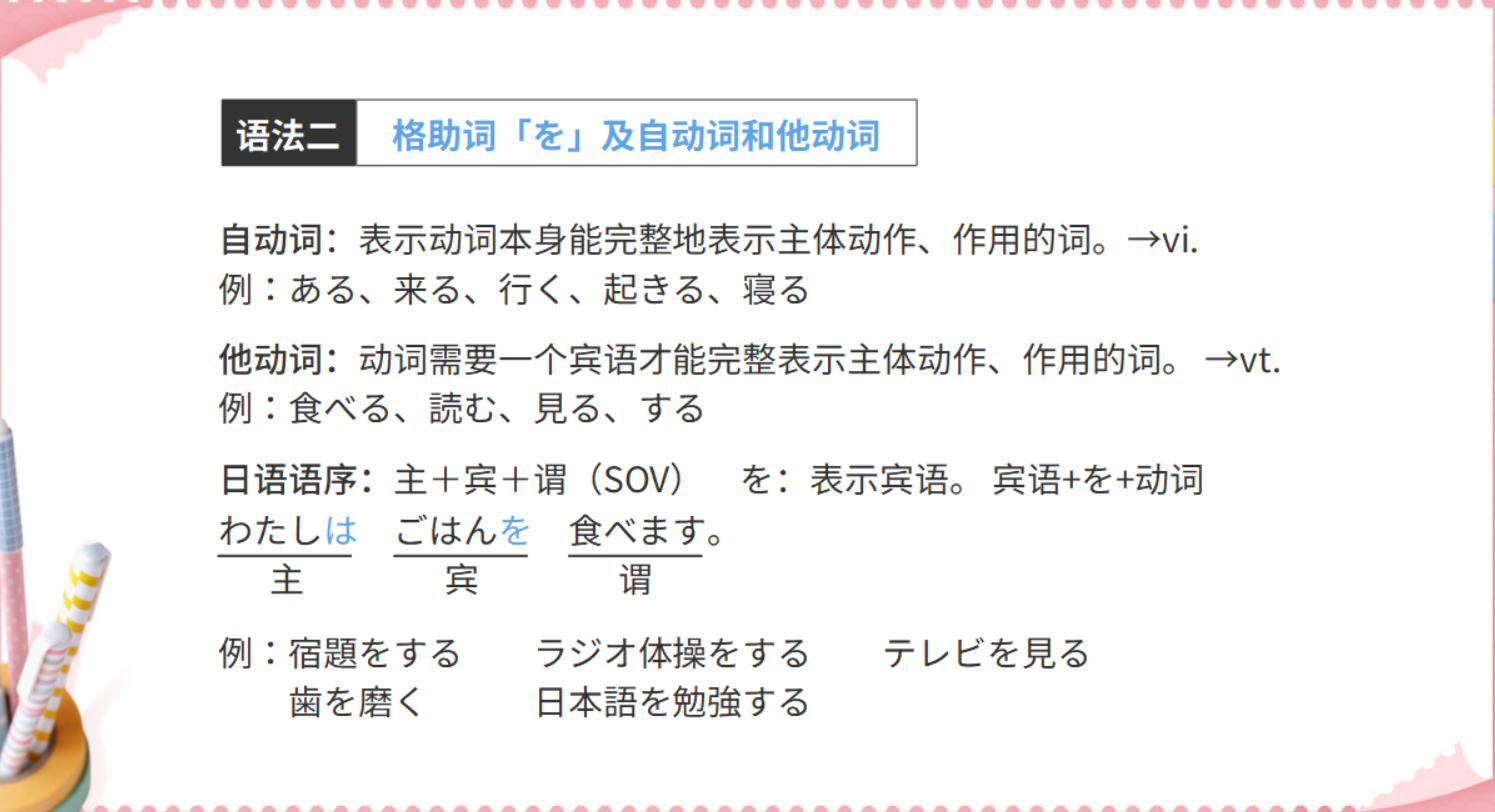 语法二 格助词「を」及自动词和他动词
自动词：表示动词本身能完整地表示主体动作、作用的词。→vi.
例：ある、来る、行く、起きる、寝る
他动词：动词需要一个宾语才能完整表示主体动作、作用的词。 →vt.
例：食べる、読む、見る、する
日语语序：主＋宾＋谓（SOV） を：表示宾语。 宾语+を+动词
わたしは ごはんを 食べます。
主 宾 谓
例：宿題をする ラジオ体操をする テレビを見る
歯を磨く 日本語を勉強する